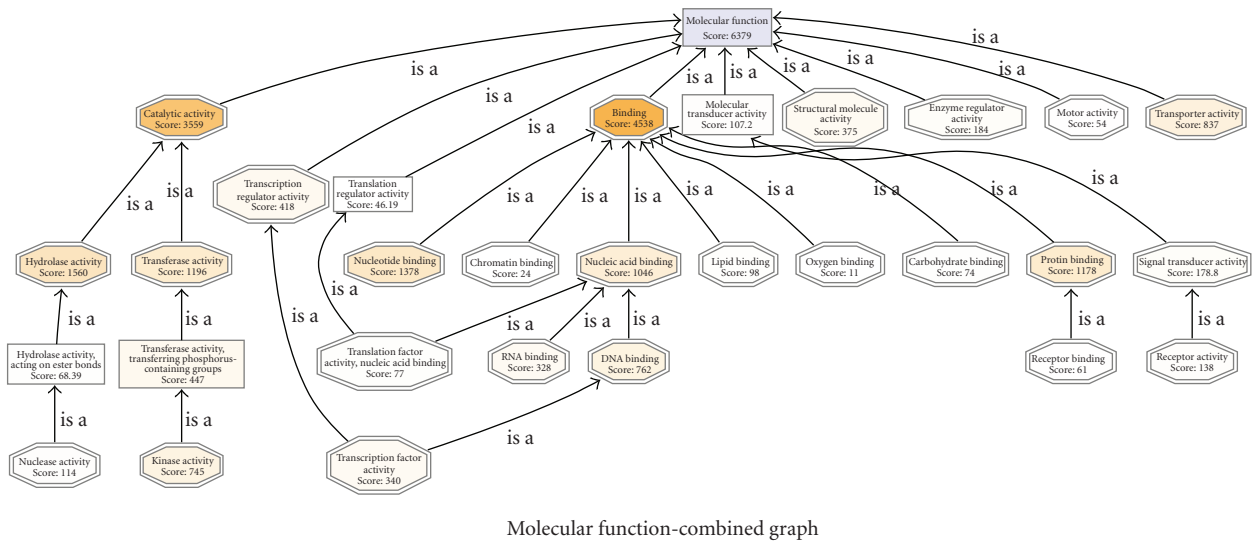 Molecular function
Score: 6379
is a
is a
is a
is a
is a
is a
is a
is a
is a
Catalytic activity
Score: 3559
Binding
Score: 4538
Molecular
transducer activity
Score: 107.2
Structural molecule
activity
Score: 375
Enzyme regulator
activity
Score: 184
Motor activity
Score: 54
Transporter activity
Score: 837
Transcription
regulator activity
Score: 418
Translation
regulator activity
Score: 46.19
is a
is a
is a
is a
is a
is a
is a
is a
is a
is a
Hydrolase activity
Score: 1560
Transferase activity
Score: 1196
Nucleotide binding
Score: 1378
Chromatin binding
Score: 24
Nucleic acid binding
Score: 1046
Lipid binding
Score: 98
Oxygen binding
Score: 11
Carbohydrate binding
Score: 74
Protin binding
Score: 1178
Signal transducer activity
Score: 178.8
is a
is a
is a
is a
is a
is a
is a
is a
is a
Hydrolase activity,
acting on ester bonds
Score: 68.39
Transferase activity,
transferring phosphorus-
containing groups
Score: 447
Translation factor
activity, nucleic acid binding
Score: 77
RNA binding
Score: 328
DNA binding
Score: 762
Receptor binding
Score: 61
Receptor activity
Score: 138
is a
is a
is a
Nuclease activity
Score: 114
Kinase activity
Score: 745
Transcription factor
activity
Score: 340
Molecular function-combined graph